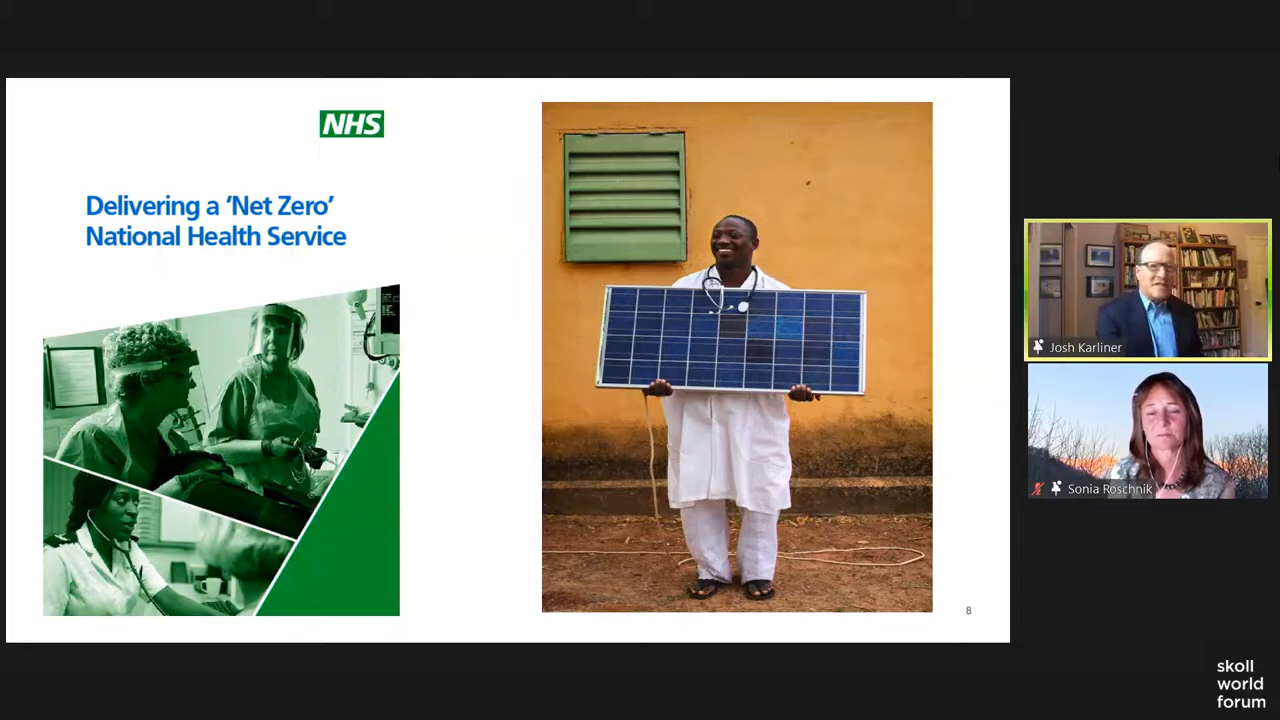 NHS
Delivering a ‘Net Zero’
National Health Service
8
Josh Karliner
Sonia Roschnik
skoll
world
forum